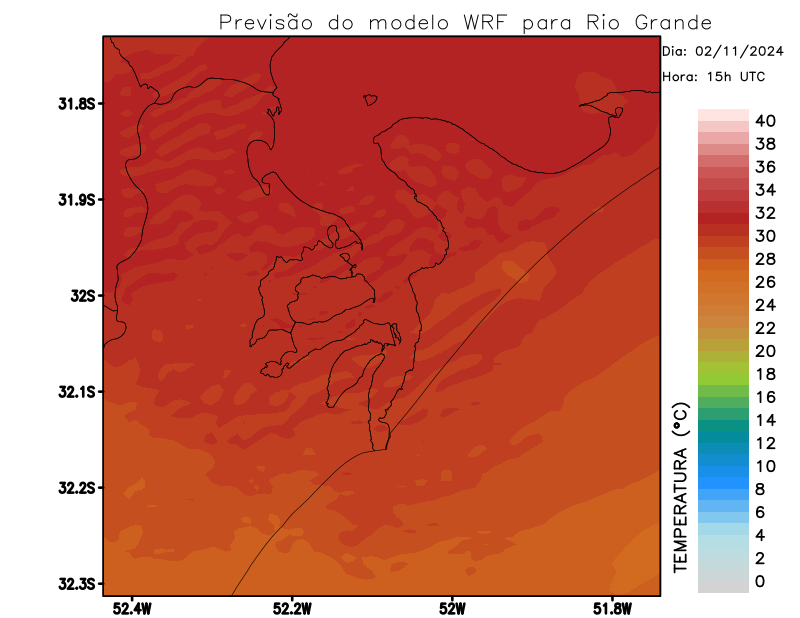 Previsão do modelo WRF para Rio Grande
Dia: 02/11/2024
Hora: 15h UTC
31.8S
31.9S
32S
32.1S
32.2S
32.3S
52.4W
52.2W
52W
51.8W
TEMPERATURA (°C)
40
38
36
34
32
30
28
26
24
22
20
18
16
14
12
10
8
6
4
2
0